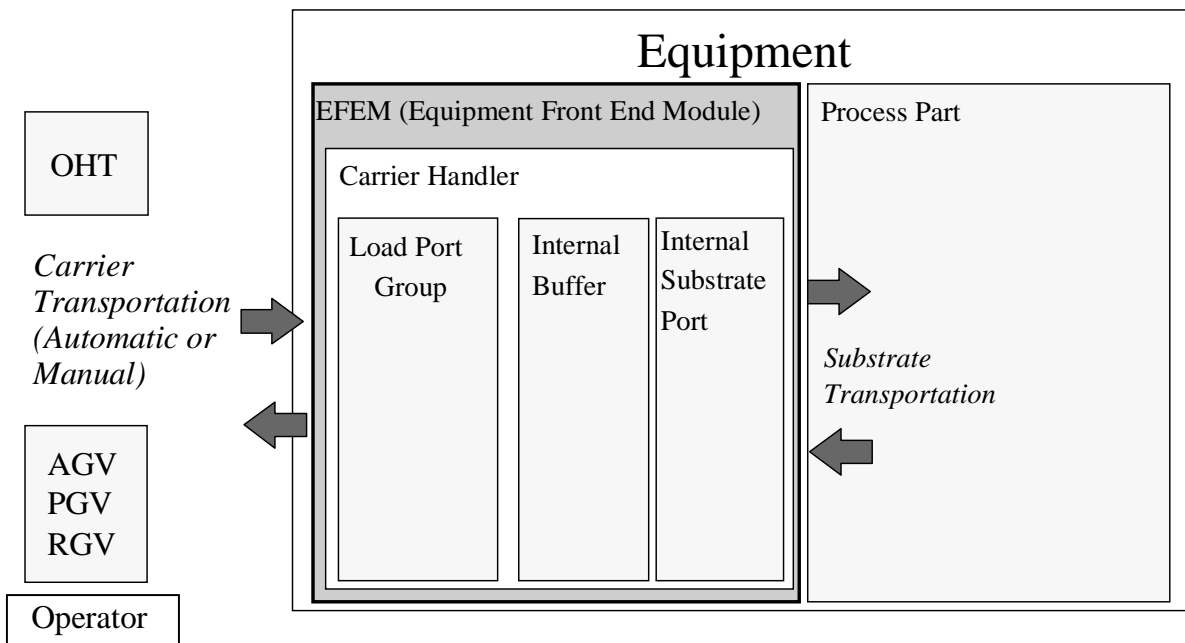 Equipment
EFEM (Equipment Front End Module)
Process Part
OHT
Carrier Handler
Load Port
Group
Internal
Buffer
Internal
Substrate
Port
Carrier
Transportation
(Automatic or
Manual)
Substrate
Transportation
AGV
PGV
RGV
Operator